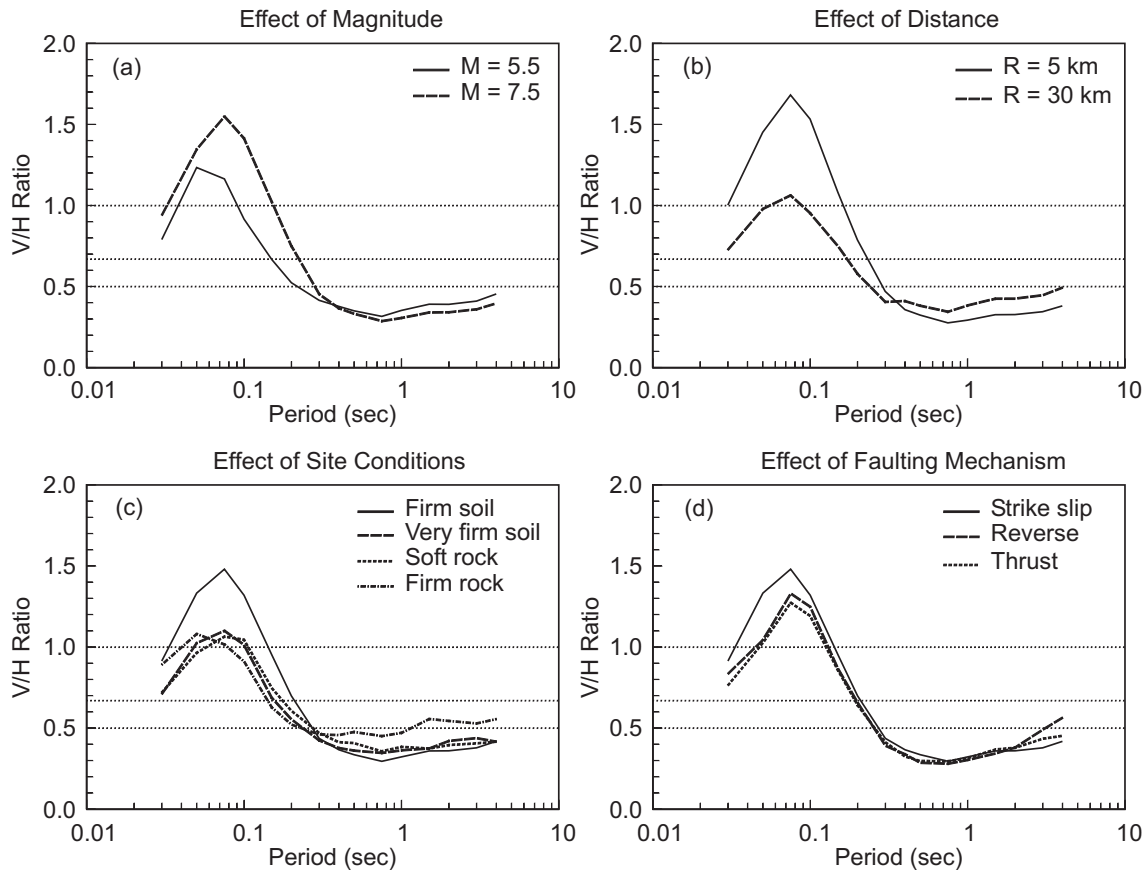 Effect of Magnitude
(a)
M = 5.5
M = 7.5
V/H Ratio
2.0
1.5
1.0
0.5
0.0
0.01
0.1
1
10
Period (sec)
Effect of Distance
(b)
R = 5 km
R = 30 km
V/H Ratio
2.0
1.5
1.0
0.5
0.0
0.01
0.1
1
10
Period (sec)
Effect of Site Conditions
(c)
Firm soil
Very firm soil
Soft rock
Firm rock
V/H Ratio
2.0
1.5
1.0
0.5
0.0
0.01
0.1
1
10
Period (sec)
Effect of Faulting Mechanism
(d)
Strike slip
Reverse
Thrust
V/H Ratio
2.0
1.5
1.0
0.5
0.0
0.01
0.1
1
10
Period (sec)